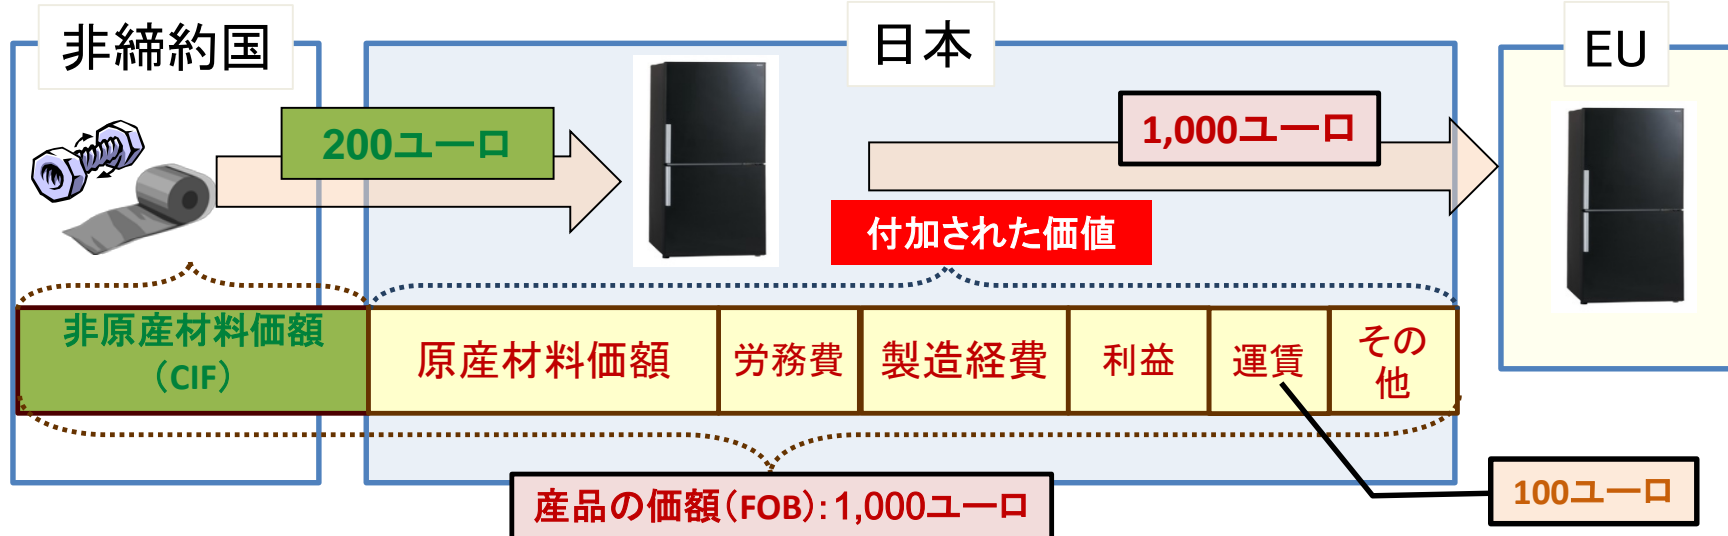 非締約国
日本
EU
200ユーロ
1,000ユーロ
付加された価値
非原産材料価額
（CIF）
原産材料価額
労務費
製造経費
利益
運賃
その
他
産品の価額（FOB）：1,000ユーロ
100ユーロ